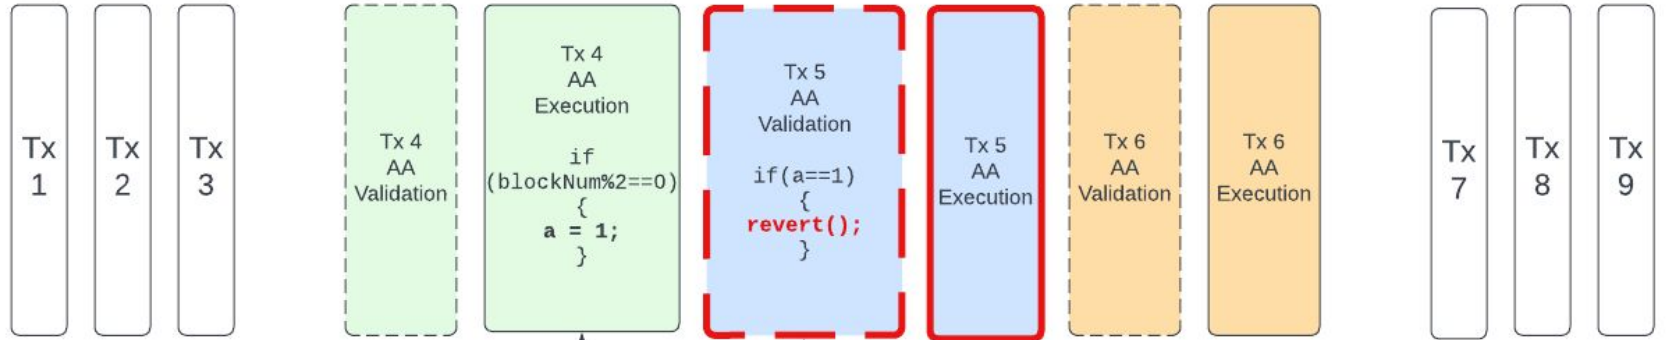 Tx
1
Tx
2
Tx
3
Tx 4
AA
Validation
Tx 4
AA
Execution
if
(blockNum%2==0)
{
a = 1;
}
Tx 5
AA
Validation
if(a==1)
{
revert();
}
Tx 5
AA
Execution
Tx 6
AA
Validation
Tx 6
AA
Execution
Tx
7
Tx
8
Tx
9